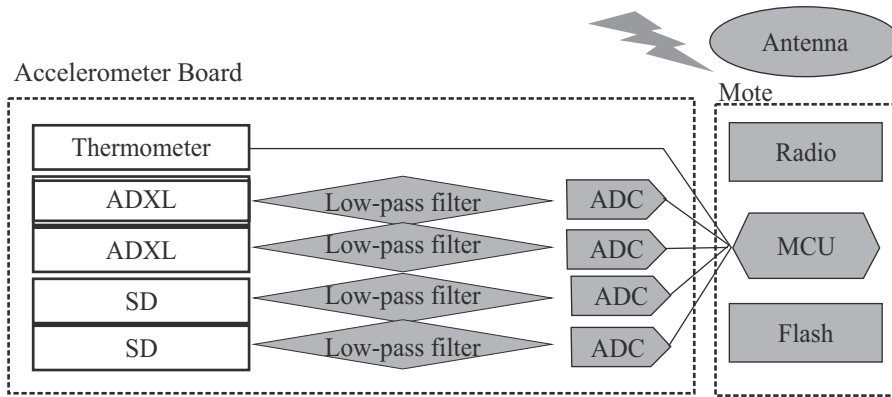 Antenna
Accelerometer Board
Mote
Thermometer
Radio
ADXL Low-pass filter ADC
ADXL Low-pass filter ADC
MCU
SD Low-pass filter ADC
SD Low-pass filter ADC
Flash